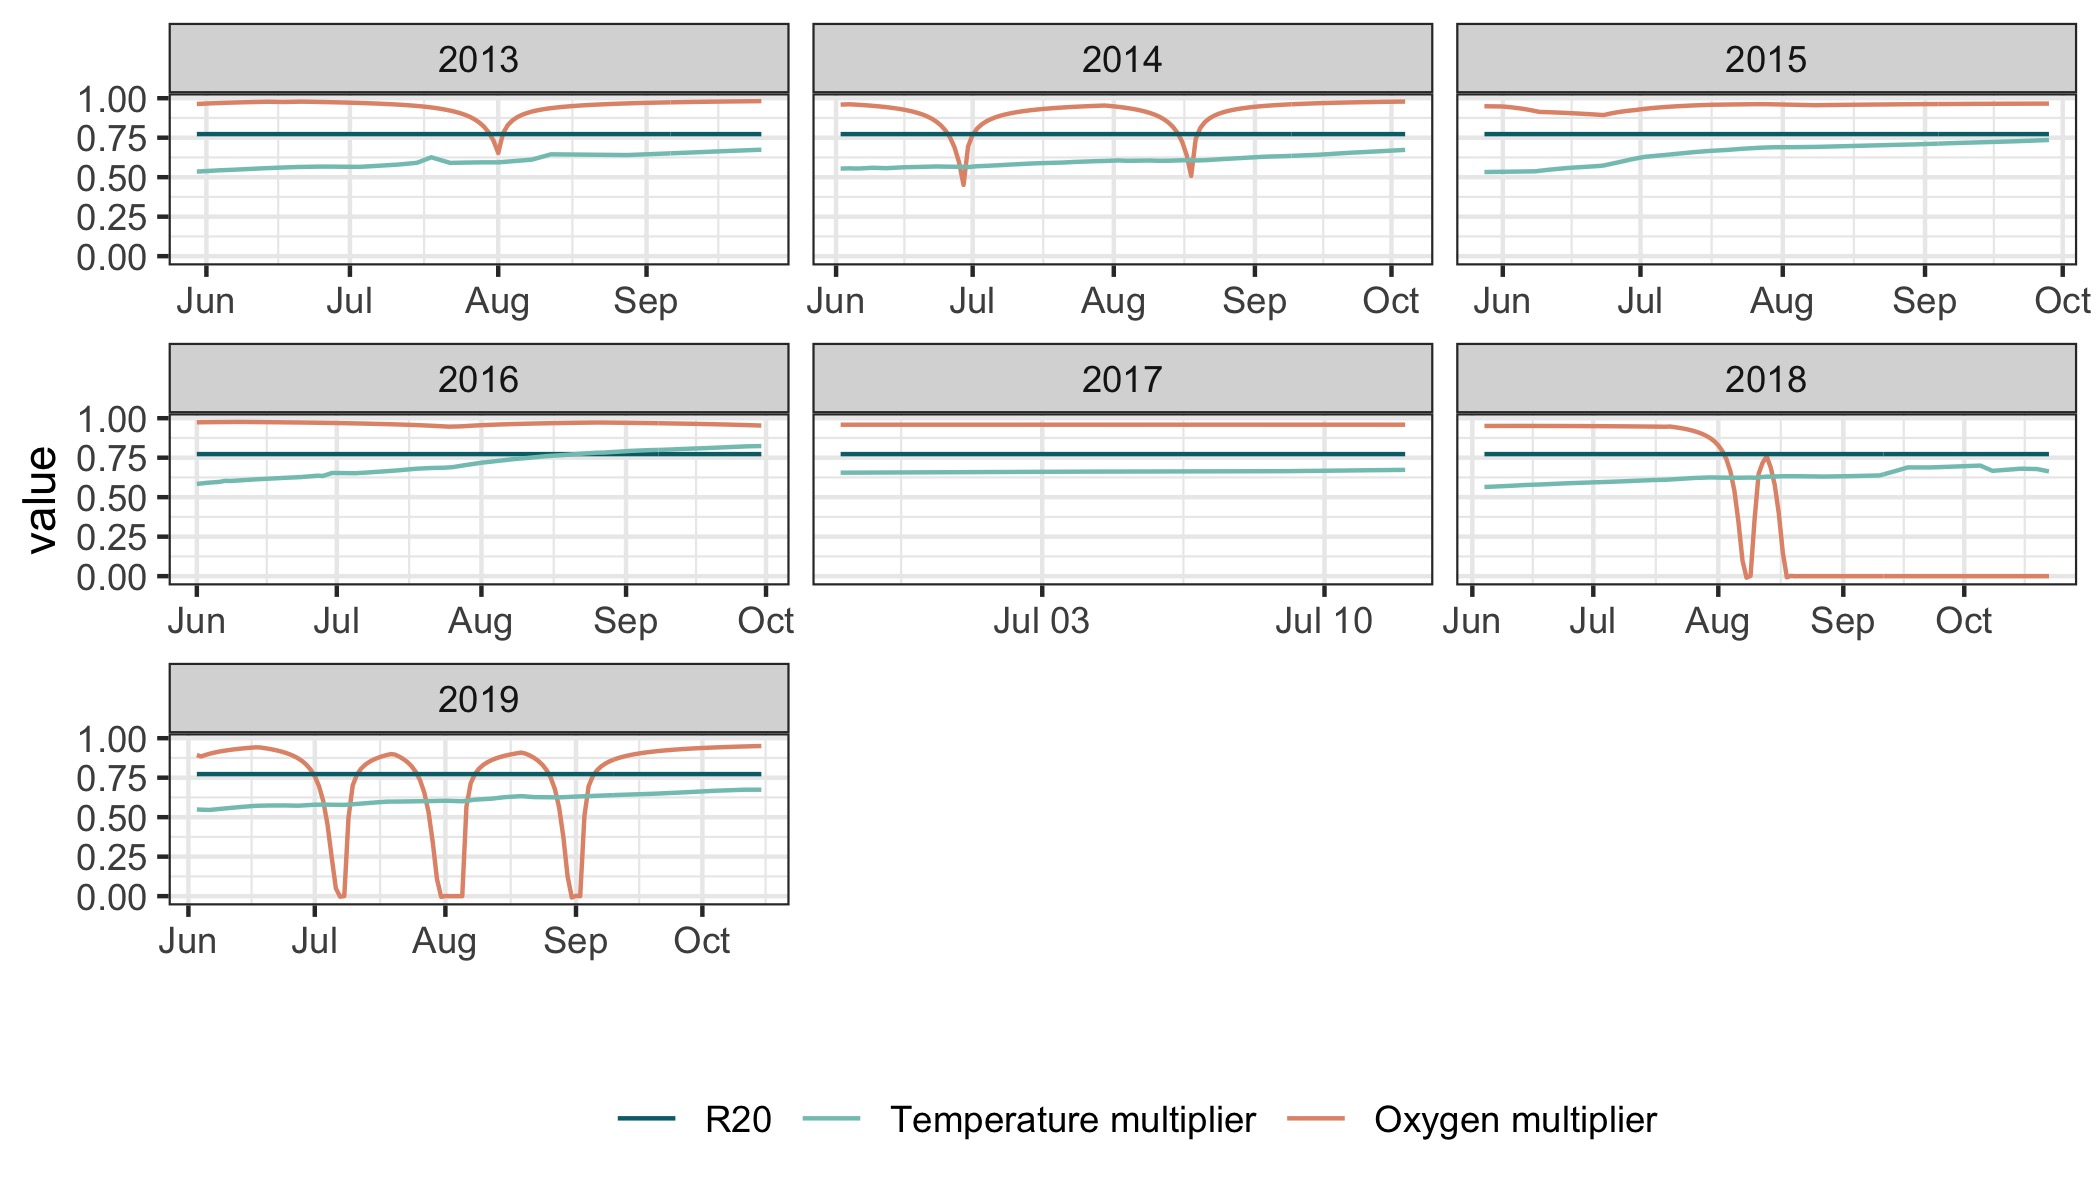 2013 2014 2015
1.00
0.75
0.50
0.25
0.00
Jun Jul Aug Sep Jun Jul Aug Sep Oct Jun Jul Aug Sep Oct
2016 2017 2018
1.00
0.75
0.50
0.25
0.00
value
Jun Jul Aug Sep Oct Jul 03 Jul 10 Jun Jul Aug Sep Oct
2019
1.00
0.75
0.50
0.25
0.00
Jun Jul Aug Sep Oct
R20 Temperature multiplier Oxygen multiplier